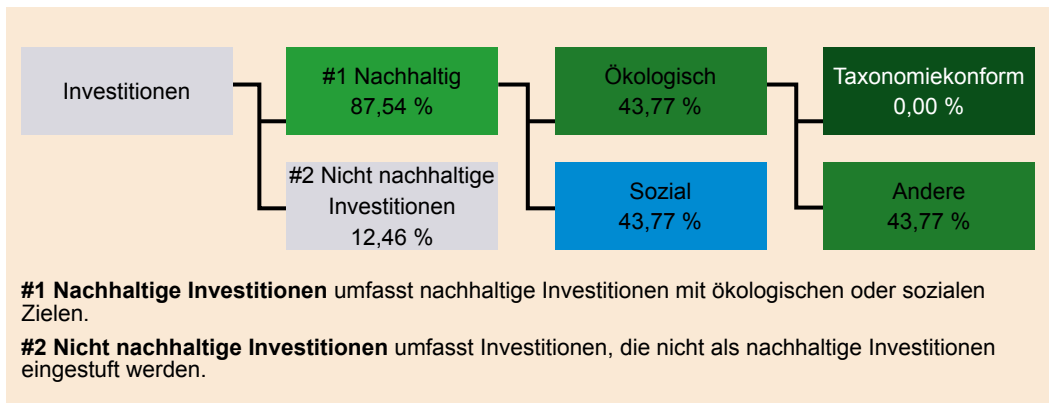 Investitionen
#1 Nachhaltig
87,54 %
Ökologisch
43,77 %
Taxonomiekonform
0,00 %
#2 Nicht nachhaltige
Investitionen
12,46 %
Sozial
43,77 %
Andere
43,77 %
#1 Nachhaltige Investitionen umfasst nachhaltige Investitionen mit ökologischen oder sozialen
Zielen.
#2 Nicht nachhaltige Investitionen umfasst Investitionen, die nicht als nachhaltige Investitionen
eingestuft werden.